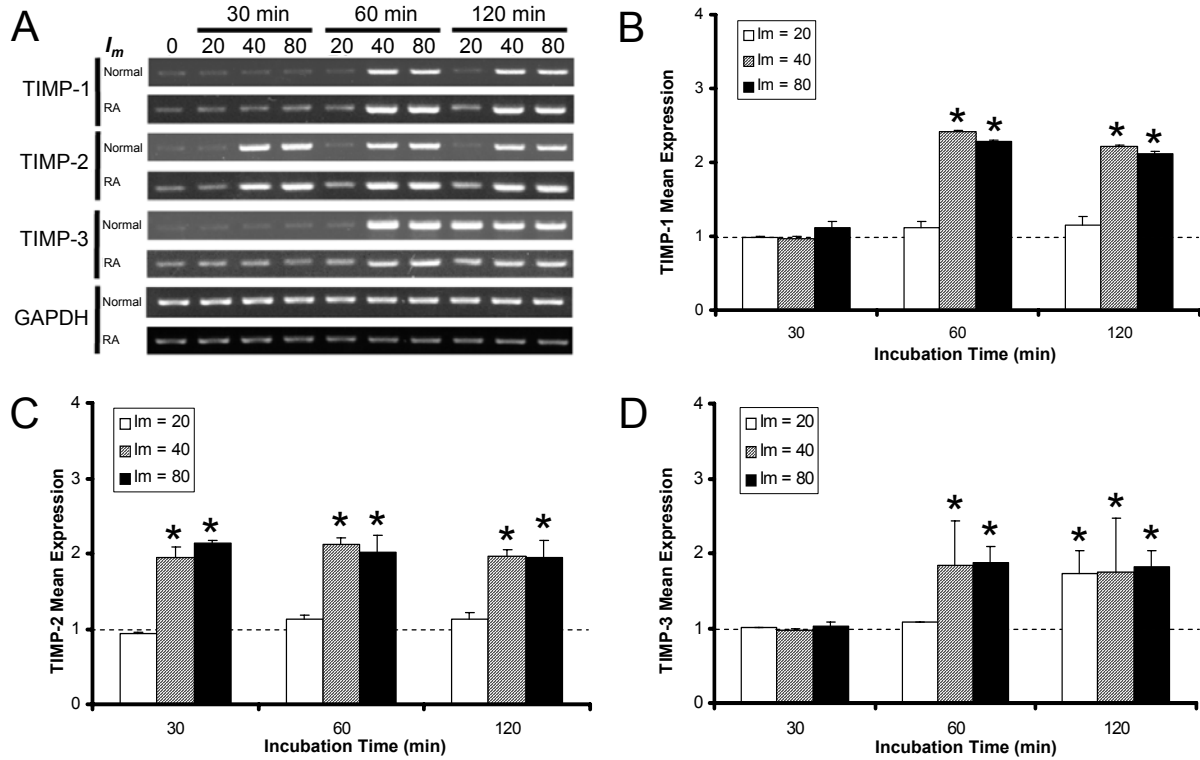 A
30 min 60 min 120 min
Im 0 20 40 80 20 40 80 20 40 80
TIMP-1 Normal
RA
TIMP-2 Normal
RA
TIMP-3 Normal
RA
GAPDH Normal
RA
B
Im = 20
Im = 40
Im = 80
TIMP-1 Mean Expression
4
3
2
1
0
* * * *
30 60 120
Incubation Time (min)
C
Im = 20
Im = 40
Im = 80
TIMP-2 Mean Expression
4
3
2
1
0
* * * * * *
30 60 120
Incubation Time (min)
D
Im = 20
Im = 40
Im = 80
TIMP-3 Mean Expression
4
3
2
1
0
* * * * *
30 60 120
Incubation Time (min)